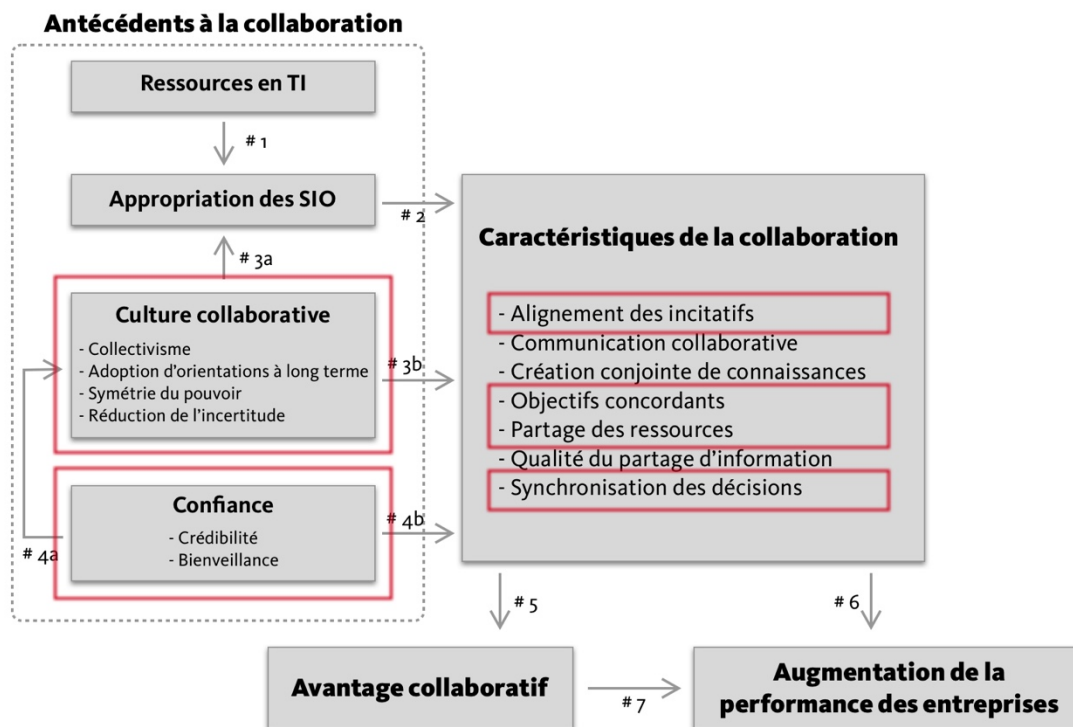 Antécédents à la collaboration
Ressources en TI
# 1
Appropriation des SIO
# 2
# 3a
Culture collaborative
- Collectivisme
- Adoption d'orientations à long terme
- Symétrie du pouvoir
- Réduction de l'incertitude
# 3b
Confiance
- Crédibilité
- Bienveillance
# 4a
# 4b
Caractéristiques de la collaboration
- Alignement des incitatifs
- Communication collaborative
- Création conjointe de connaissances
- Objectifs concordants
- Partage des ressources
- Qualité du partage d'information
- Synchronisation des décisions
# 5
# 6
Avantage collaboratif
# 7
Augmentation de la
performance des entreprises